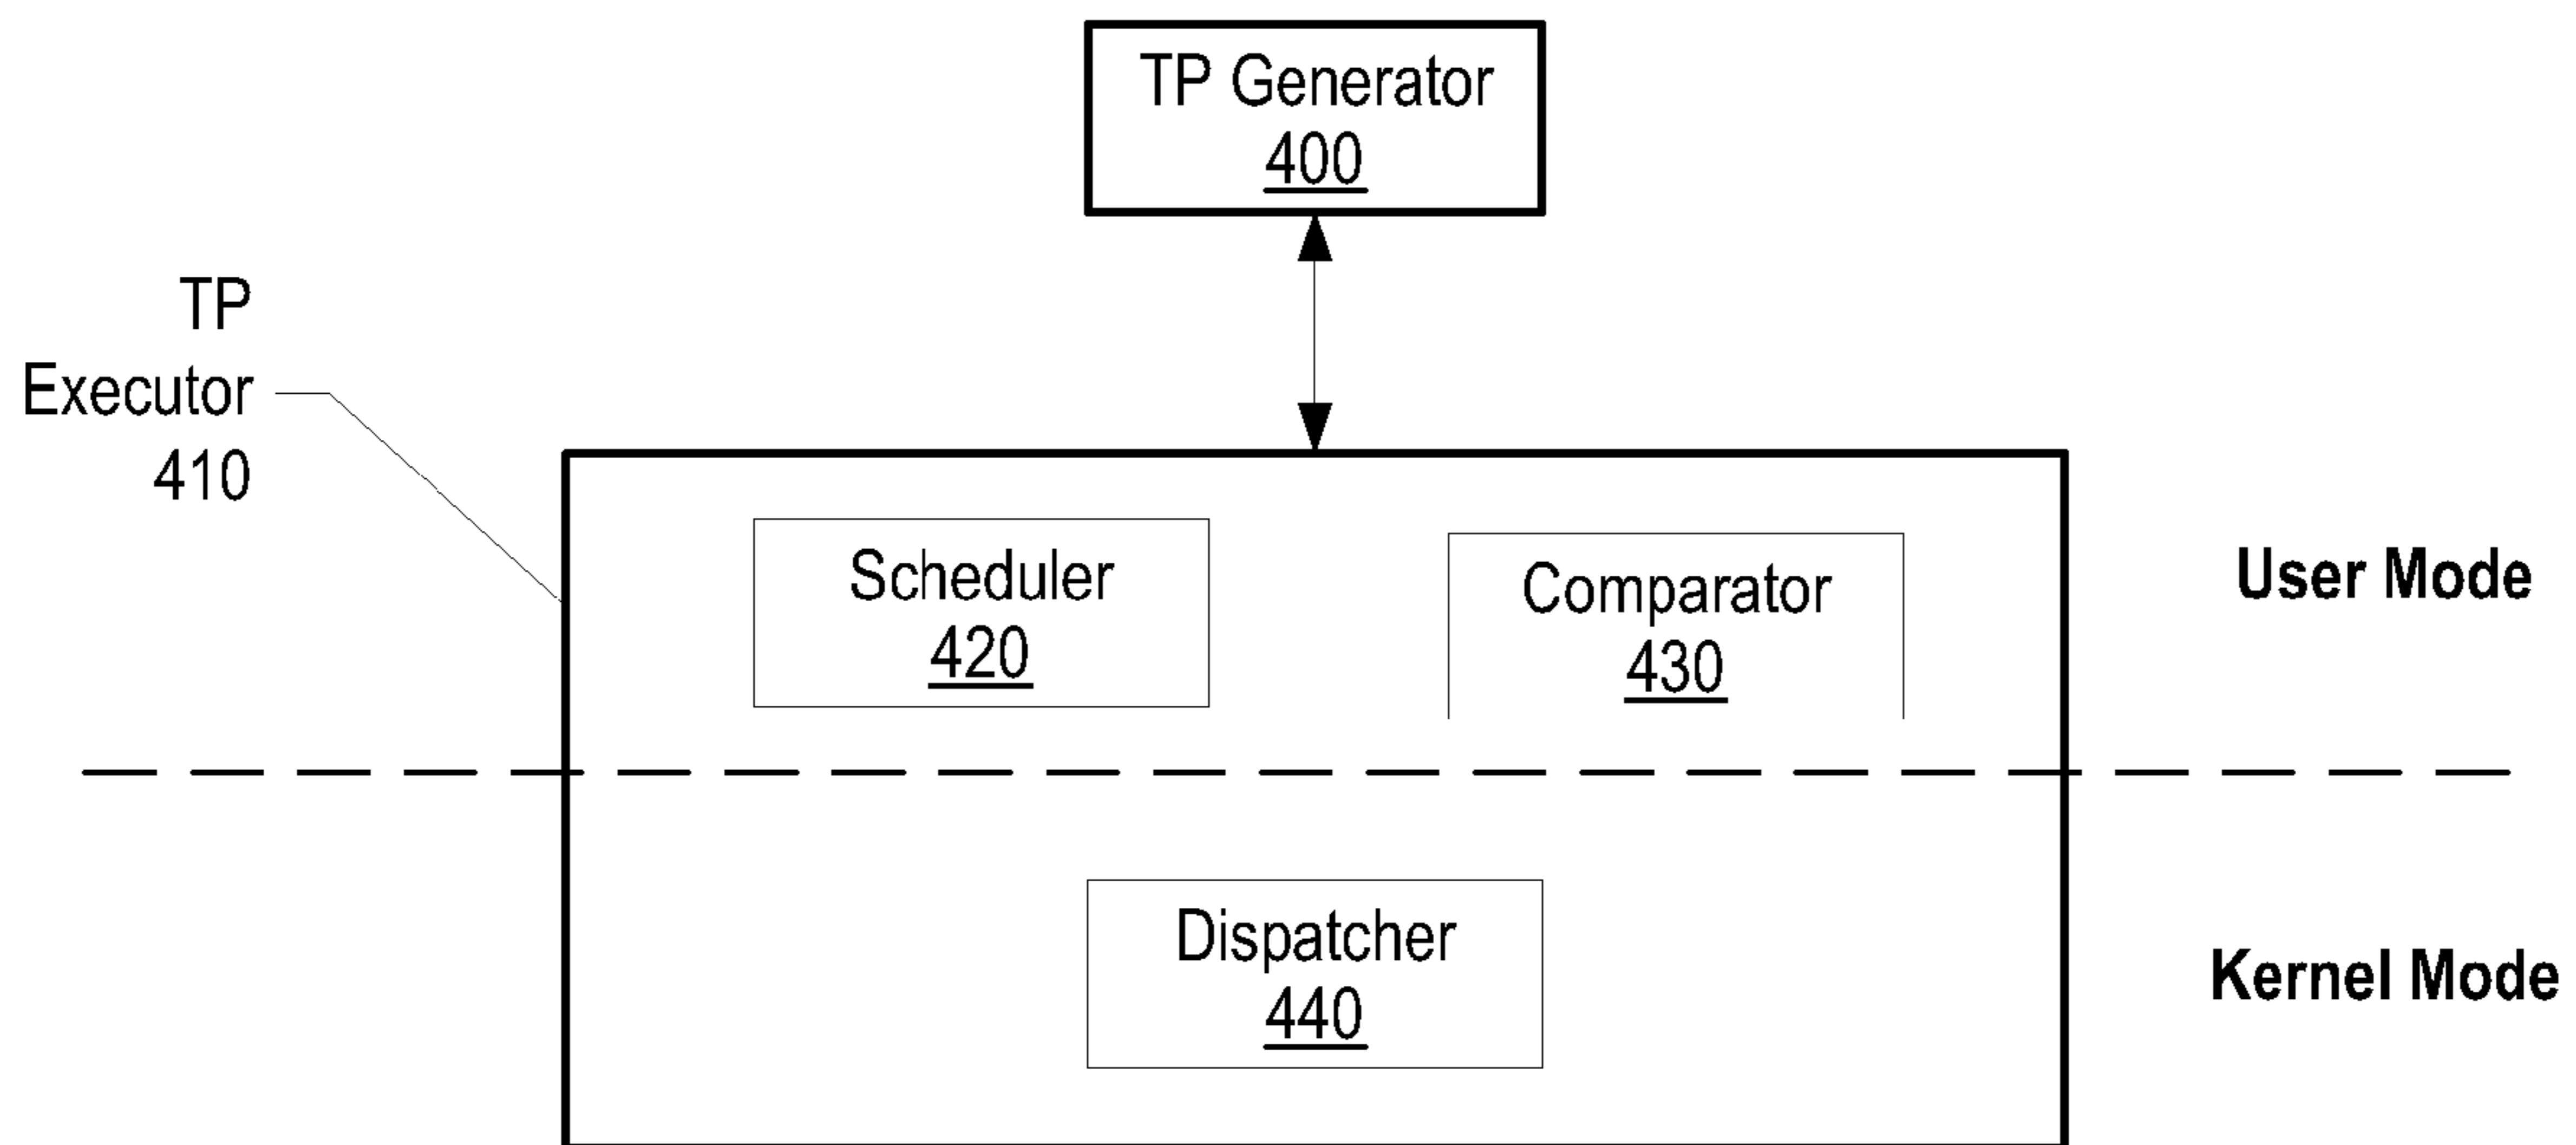 TP Generator
400
TP
Executor
410
Scheduler
420
Comparator
430
User Mode
Dispatcher
440
Kernel Mode